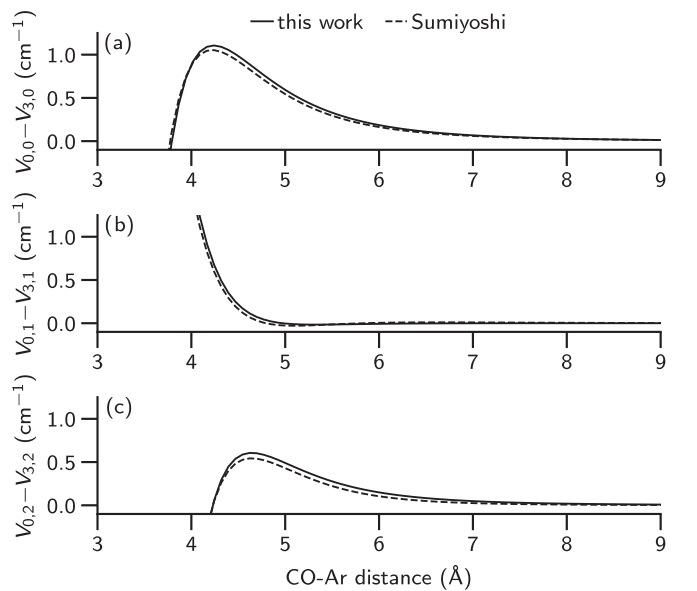 this work Sumiyoshi
(a)
V0,0−V3,0 (cm−1)
1.0
0.5
0.0
3 4 5 6 7 8 9
(b)
V0,1−V3,1 (cm−1)
1.0
0.5
0.0
3 4 5 6 7 8 9
(c)
V0,2−V3,2 (cm−1)
1.0
0.5
0.0
3 4 5 6 7 8 9
CO-Ar distance (Å)